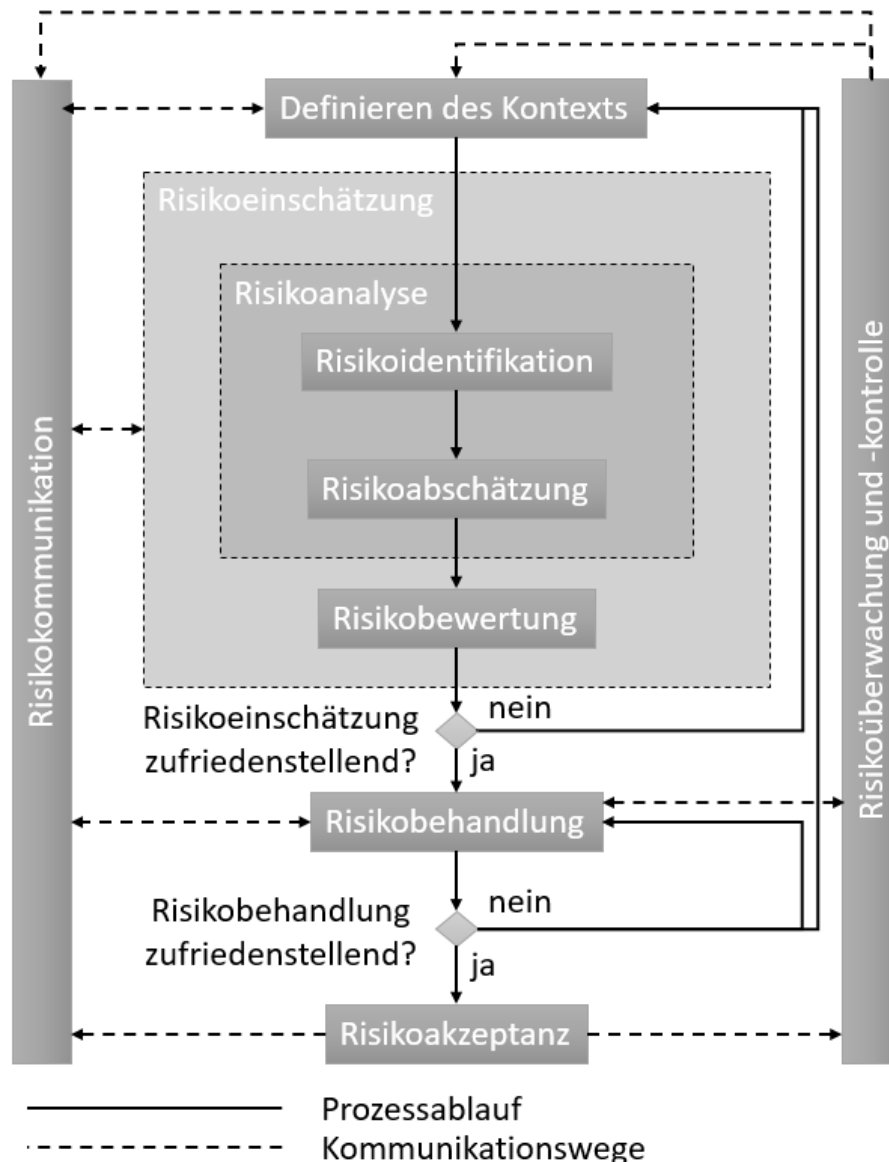 Definieren des Kontexts
Risikoeinschätzung
Risikoanalyse
Risikoidentifikation
Risikoabschätzung
Risikobewertung
Risikokommunikation
Risikoüberwachung und -kontrolle
Risikoeinschätzung
zufriedenstellend?
nein
ja
Risikobehandlung
Risikobehandlung
zufriedenstellend?
nein
ja
Risikoakzeptanz
Prozessablauf
Kommunikationswege